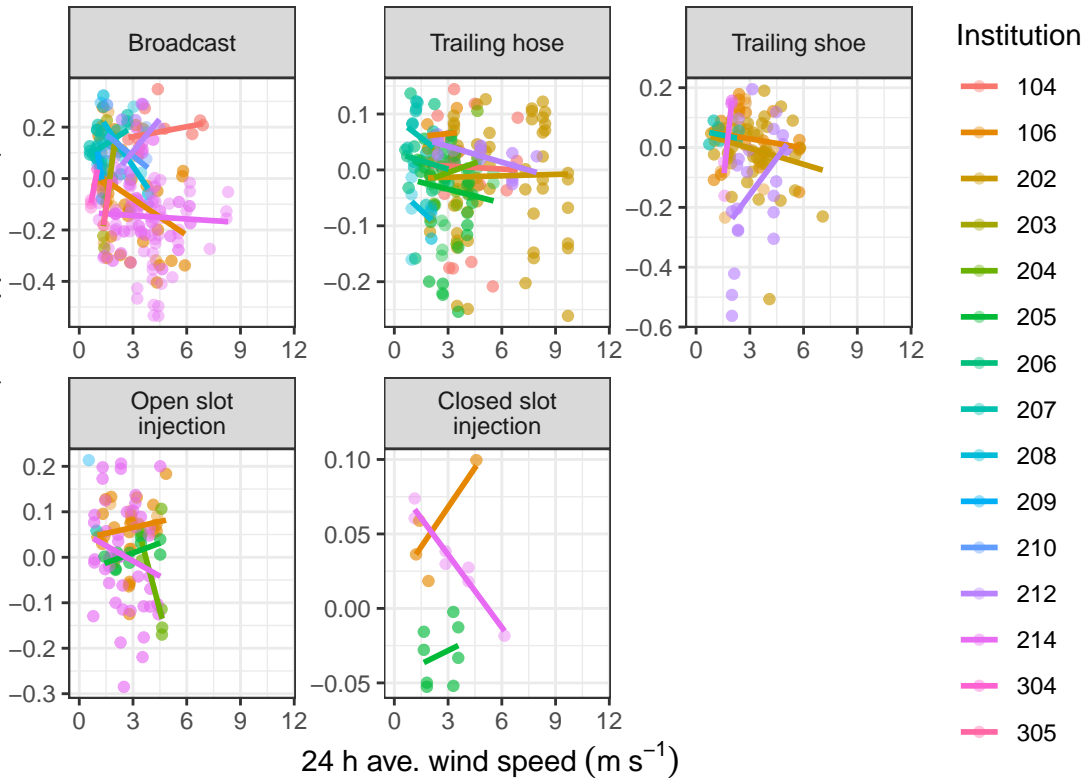 Broadcast
Trailing hose
Trailing shoe
0.2
0.0
−0.2
−0.4
0 3 6 9 12
0.1
0.0
−0.1
−0.2
0 3 6 9 12
0.2
0.0
−0.2
−0.4
−0.6
0 3 6 9 12
Open slot
injection
Closed slot
injection
0.2
0.1
0.0
−0.1
−0.2
−0.3
0 3 6 9 12
0.10
0.05
0.00
−0.05
0 3 6 9 12
24 h ave. wind speed (m s⁻¹)
Institution
104
106
202
203
204
205
206
207
208
209
210
212
214
304
305